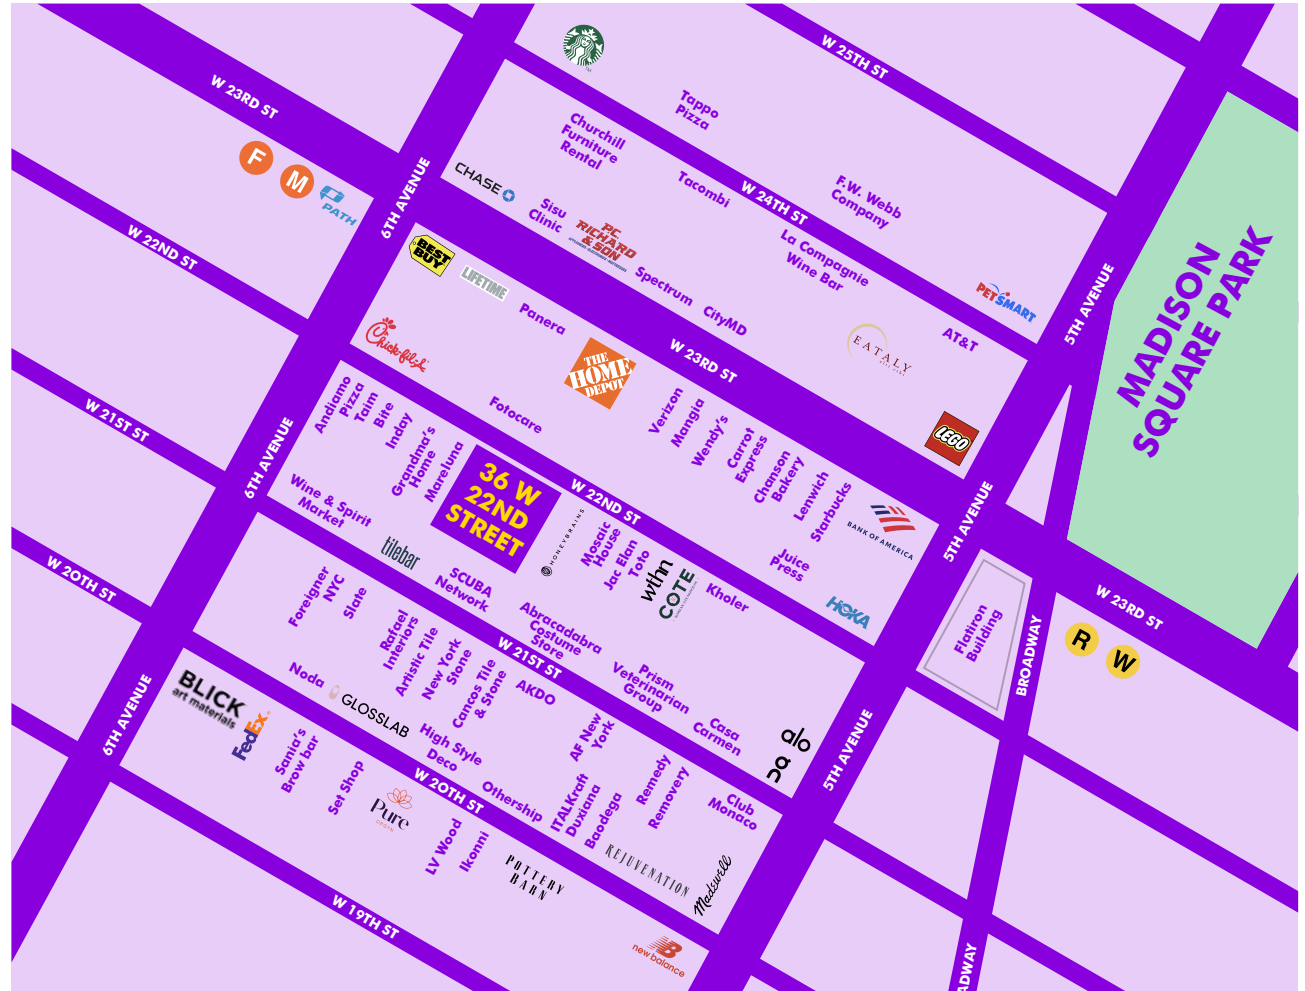 W 25TH ST
W 23RD ST
Tappo
Pizza
Churchill
Furniture
Rental
F
M
PATH
CHASE
6TH AVENUE
Tacombi
W 24TH ST
F.W. Webb
Company
Sisu
Clinic
P.C.
RICHARD
& SON
La Compagnie
Wine Bar
W 22ND ST
BEST
BUY
LIFETIME
Spectrum
CityMD
PETSMART
5TH AVENUE
MADISON
SQUARE PARK
Panera
EATALY
AT&T
Chick-fil-A
THE
HOME
DEPOT
W 23RD ST
Andiamo
Pizza
Taim
Bite
Inday
Grandma's
Home
Mareluna
Fotocare
Verizon
Mangia
Wendy's
Carrot
Express
Chanson
Bakery
Lenwich
Starbucks
LEGO
W 21ST ST
6TH AVENUE
Wine & Spirit
Market
36 W
22ND
STREET
W 22ND ST
BANK OF AMERICA
5TH AVENUE
tilebar
HONEYBRAINS
Mosaic
House
Jac Elan
Toto
wthn
COTE
Kholer
Juice
Press
HOKA
W 20TH ST
Foreigner
NYC
Slate
SCUBA
Network
Abracadabra
Costume
Store
Flatiron
Building
BROADWAY
W 23RD ST
R
W
Rafael
Interiors
Artistic Tile
New York
Stone
Cancos Tile
& Stone
W 21ST ST
AKDO
Prism
Veterinarian
Group
Casa
Carmen
alo
6TH AVENUE
BLICK
art materials
FedEx
Noda
GLOSSLAB
High Style
Deco
AF New
York
5TH AVENUE
Sania's
Brow bar
Set Shop
Pure
W 20TH ST
Othership
ITALKraft
Duxiana
Baodega
Remedy
Removery
Club
Monaco
LV Wood
Ikonni
POTTERY
BARN
REJUVENATION
Madewell
W 19TH ST
new balance
ADWAY